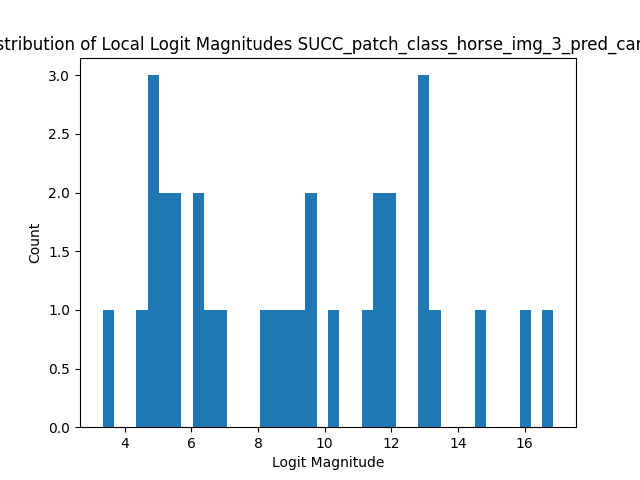 stribution of Local Logit Magnitudes SUCC_patch_class_horse_img_3_pred_car
3.0
2.5
2.0
1.5
1.0
0.5
0.0
Count
4 6 8 10 12 14 16
Logit Magnitude